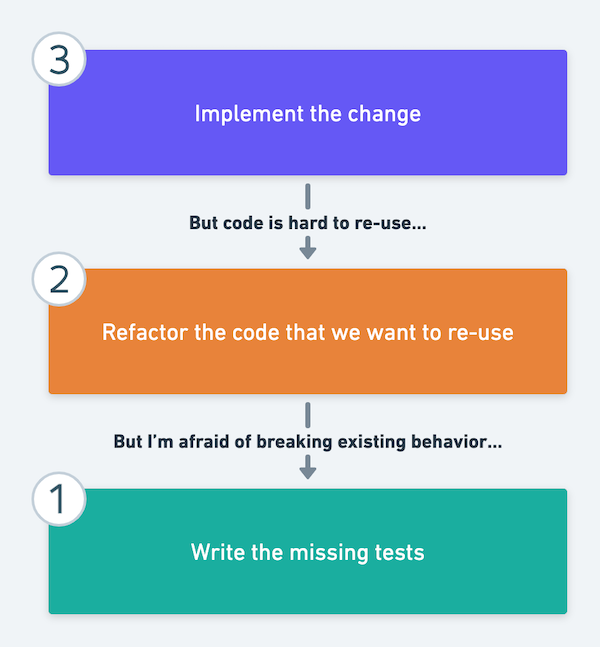 3
Implement the change
But code is hard to re-use...
2
Refactor the code that we want to re-use
But I’m afraid of breaking existing behavior...
1
Write the missing tests